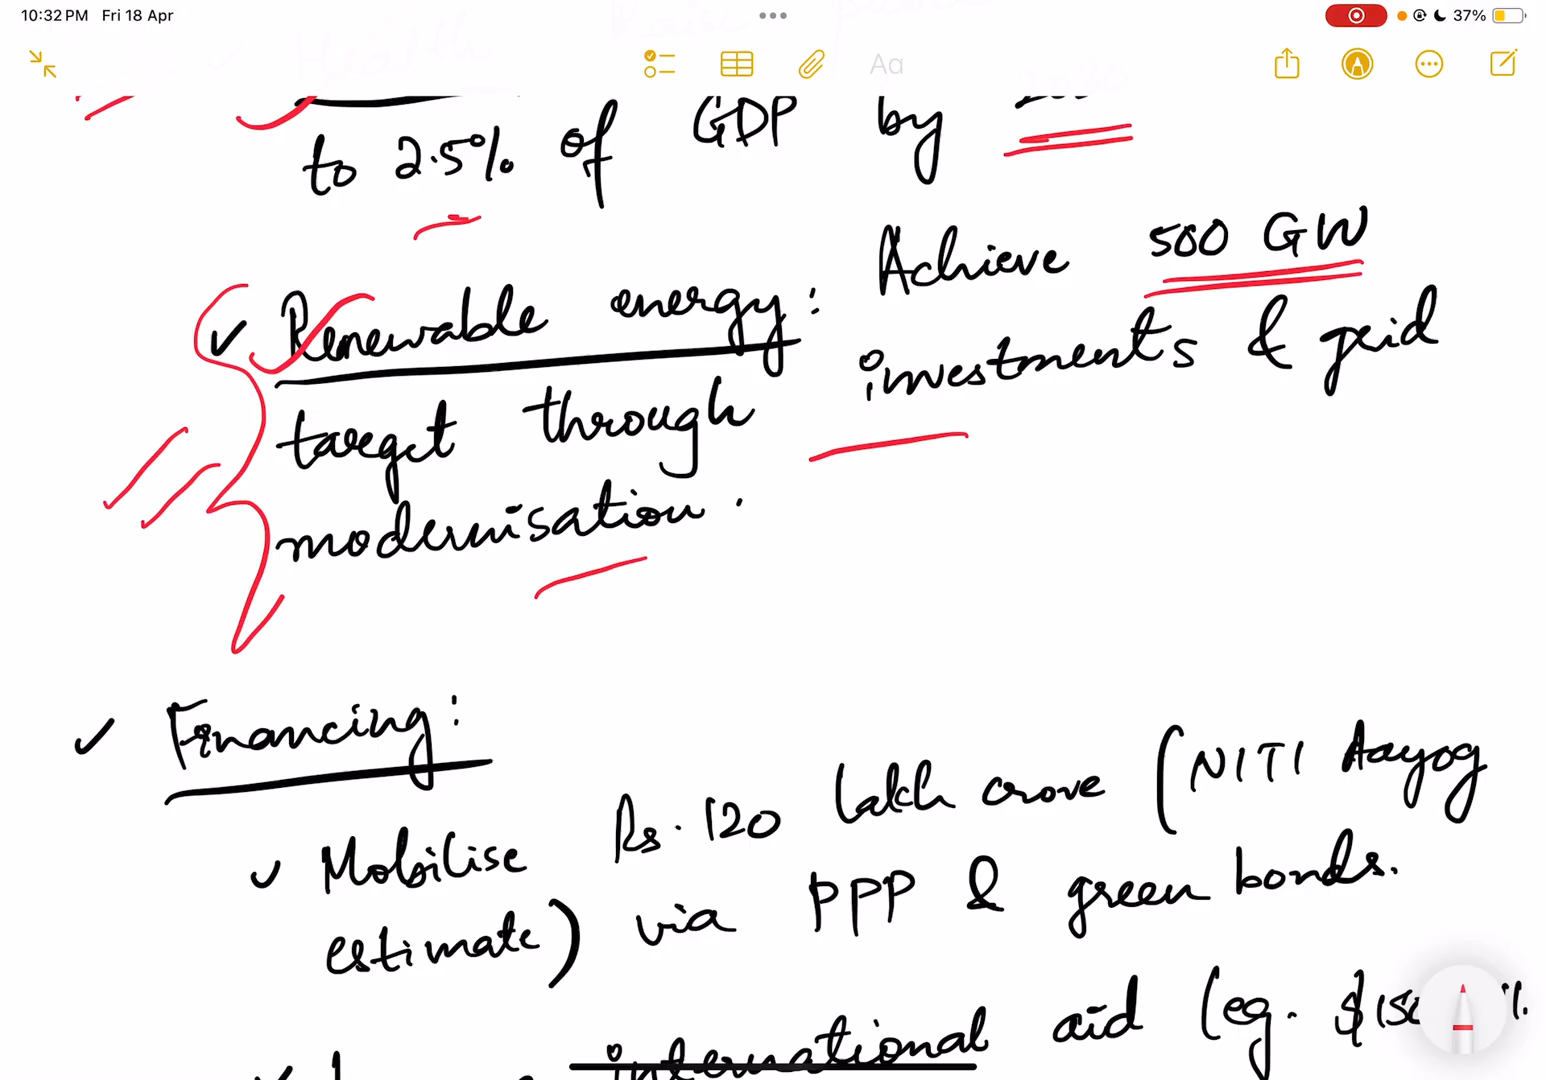 10:32 PM Fri 18 Apr
37%
Aa
to 2.5% of GDP by
✓ Renewable energy: Achieve 500 GW
target through investments & grid
modernisation.
✓ Financing:
✓ Mobilise Rs. 120 lakh crore (NITI Aayog
estimate) via PPP & green bonds.
international aid (eg. $150